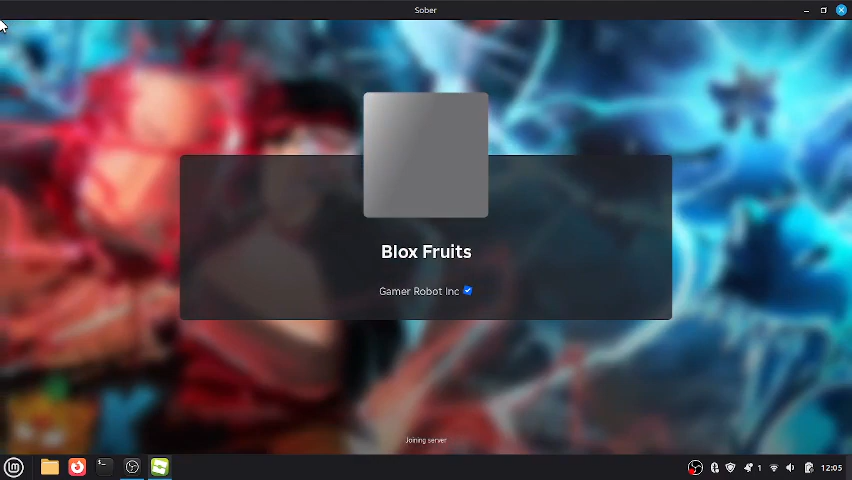 Sober
Blox Fruits
Gamer Robot Inc
Joining server
1
12:05